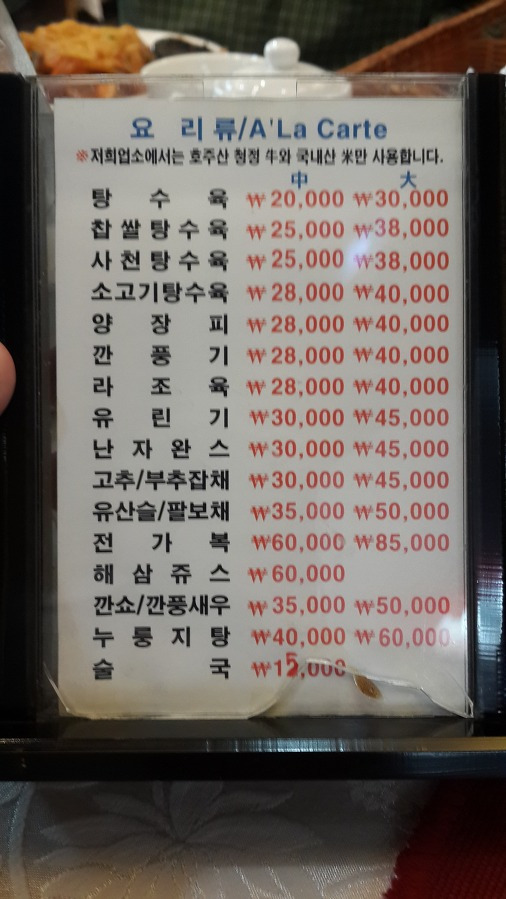 요 리 류/A'La Carte
※저희업소에서는 호주산 청정 牛와 국내산 米만 사용합니다.
中 大
탕 수 육 ₩20,000 ₩30,000
찹쌀탕수육 ₩25,000 ₩38,000
사천탕수육 ₩25,000 ₩38,000
소고기탕수육 ₩28,000 ₩40,000
양 장 피 ₩28,000 ₩40,000
깐 풍 기 ₩28,000 ₩40,000
라 조 육 ₩28,000 ₩40,000
유 린 기 ₩30,000 ₩45,000
난 자 완 스 ₩30,000 ₩45,000
고추/부추잡채 ₩30,000 ₩45,000
유산슬/팔보채 ₩35,000 ₩50,000
전 가 복 ₩60,000 ₩85,000
해 삼 쥬 스 ₩60,000
깐쇼/깐풍새우 ₩35,000 ₩50,000
누 룽 지 탕 ₩40,000 ₩60,000
술 국 ₩15,000